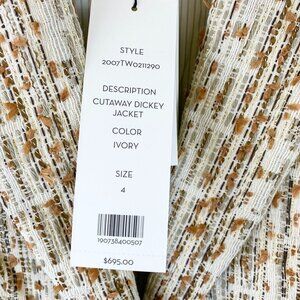 STYLE
2007TW0211290
DESCRIPTION
CUTAWAY DICKEY
JACKET
COLOR
IVORY
SIZE
4
190738400507
$695.00